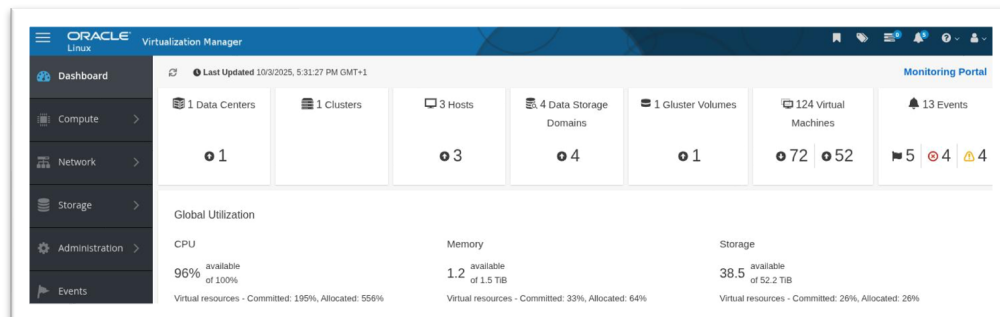 ORACLE
Linux
Virtualization Manager
0
5
Dashboard
Compute
Network
Storage
Administration
Events
Last Updated 10/3/2025, 5:31:27 PM GMT+1
Monitoring Portal
1 Data Centers
1
1 Clusters
3 Hosts
3
4 Data Storage
Domains
4
1 Gluster Volumes
1
124 Virtual
Machines
72 52
13 Events
5 4 4
Global Utilization
CPU
96% available
of 100%
Virtual resources - Committed: 195%, Allocated: 556%
Memory
1.2 available
of 1.5 TiB
Virtual resources - Committed: 33%, Allocated: 64%
Storage
38.5 available
of 52.2 TiB
Virtual resources - Committed: 26%, Allocated: 26%